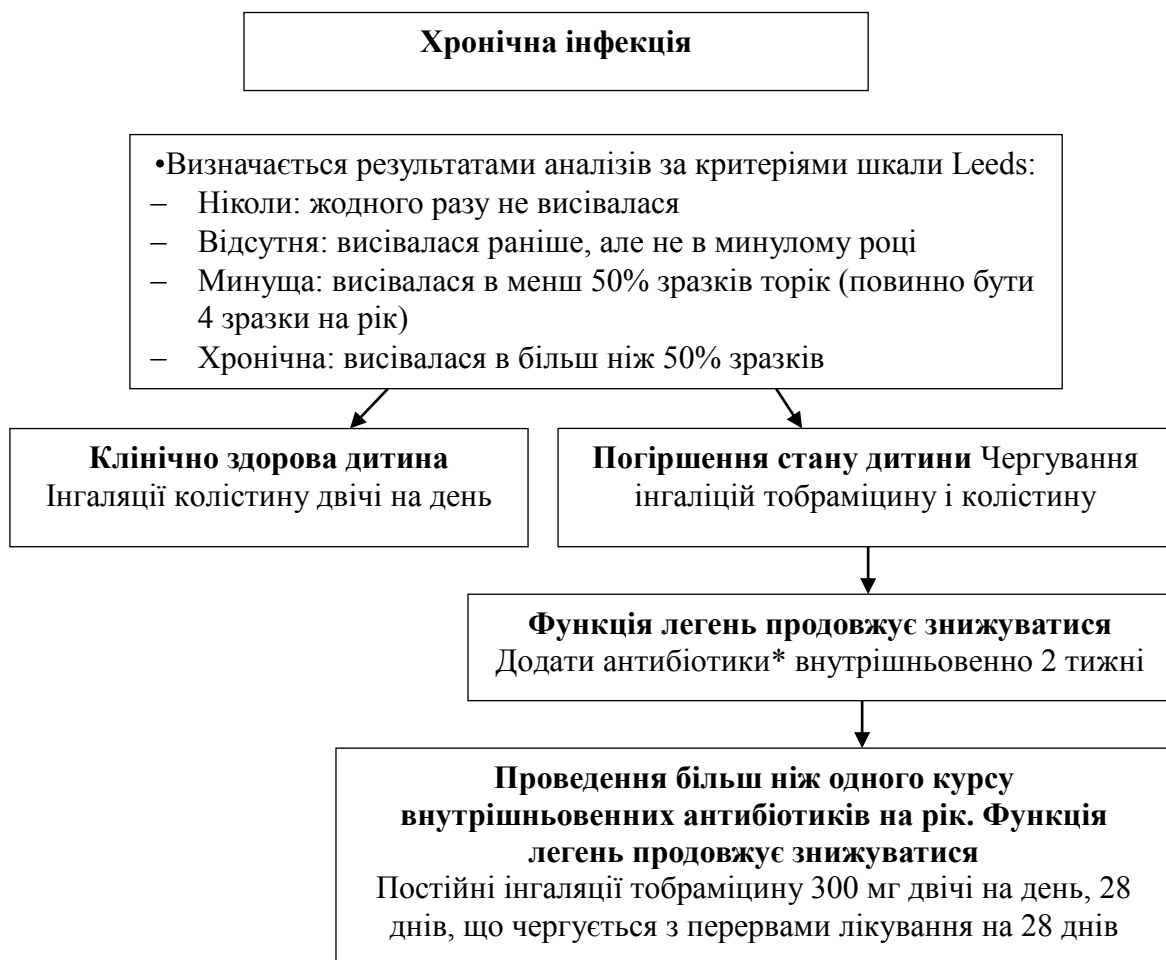 Хронічна інфекція
•Визначається результатами аналізів за критеріями шкали Leeds:
– Ніколи: жодного разу не висівалася
– Відсутня: висівалася раніше, але не в минулому році
– Минуща: висівалася в менш 50% зразків торік (повинно бути
4 зразки на рік)
– Хронічна: висівалася в більш ніж 50% зразків
Клінічно здорова дитина
Інгаляції колістину двічі на день
Погіршення стану дитини Чергування
інгаліцій тобраміцину і колістину
Функція легень продовжує знижуватися
Додати антибіотики* внутрішньовенно 2 тижні
Проведення більш ніж одного курсу
внутрішньовенних антибіотиків на рік. Функція
легень продовжує знижуватися
Постійні інгаляції тобраміцину 300 мг двічі на день, 28
днів, що чергується з перервами лікування на 28 днів